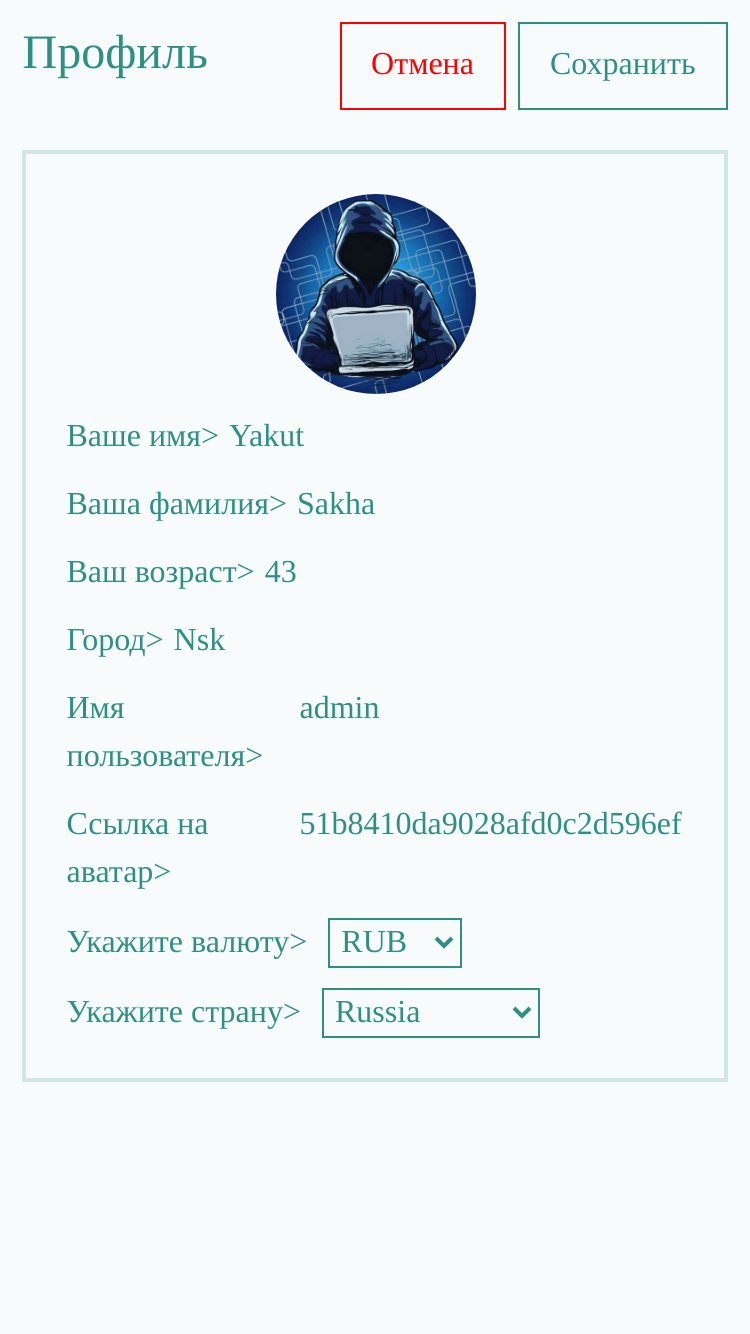 Профиль
Отмена
Сохранить
Ваше имя> Yakut
Ваша фамилия> Sakha
Ваш возраст> 43
Город> Nsk
Имя admin
пользователя>
Ссылка на 51b8410da9028afd0c2d596ef
аватар>
Укажите валюту> RUB
Укажите страну> Russia